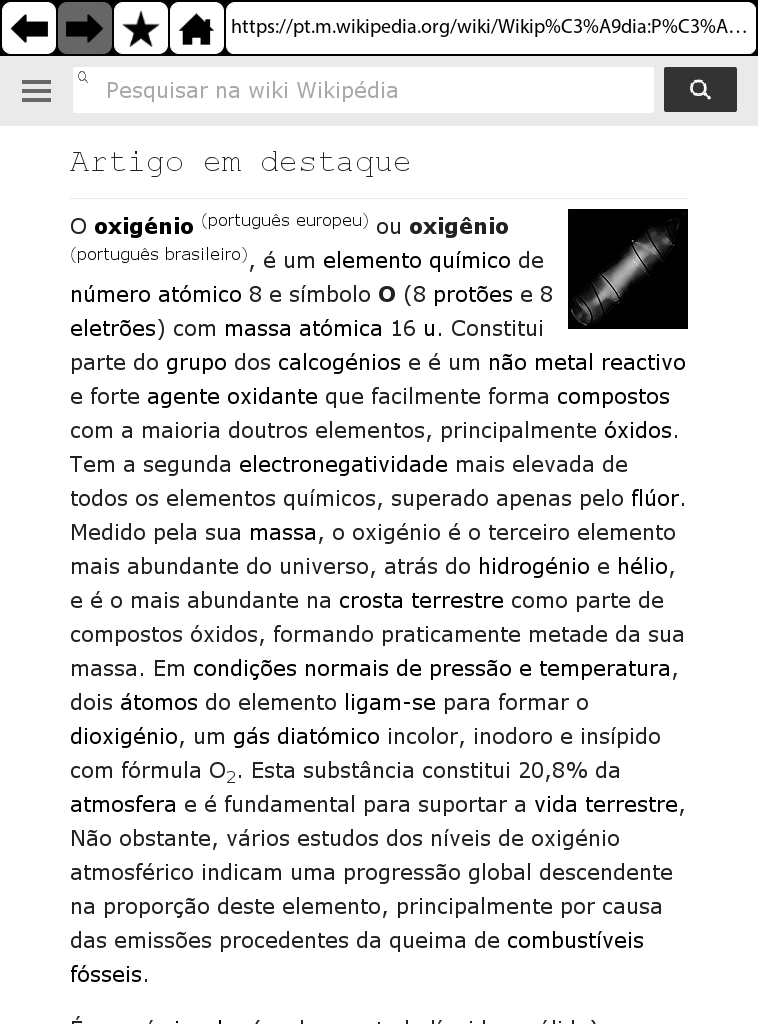 https://pt.m.wikipedia.org/wiki/Wikip%C3%A9dia:P%C3%A...
Pesquisar na wiki Wikipédia
Artigo em destaque
O oxigénio (português europeu) ou oxigênio
(português brasileiro), é um elemento químico de
número atómico 8 e símbolo O (8 protões e 8
eletrões) com massa atómica 16 u. Constitui
parte do grupo dos calcogénios e é um não metal reactivo
e forte agente oxidante que facilmente forma compostos
com a maioria doutros elementos, principalmente óxidos.
Tem a segunda electronegatividade mais elevada de
todos os elementos químicos, superado apenas pelo flúor.
Medido pela sua massa, o oxigénio é o terceiro elemento
mais abundante do universo, atrás do hidrogénio e hélio,
e é o mais abundante na crosta terrestre como parte de
compostos óxidos, formando praticamente metade da sua
massa. Em condições normais de pressão e temperatura,
dois átomos do elemento ligam-se para formar o
dioxigénio, um gás diatómico incolor, inodoro e insípido
com fórmula O₂. Esta substância constitui 20,8% da
atmosfera e é fundamental para suportar a vida terrestre,
Não obstante, vários estudos dos níveis de oxigénio
atmosférico indicam uma progressão global descendente
na proporção deste elemento, principalmente por causa
das emissões procedentes da queima de combustíveis
fósseis.